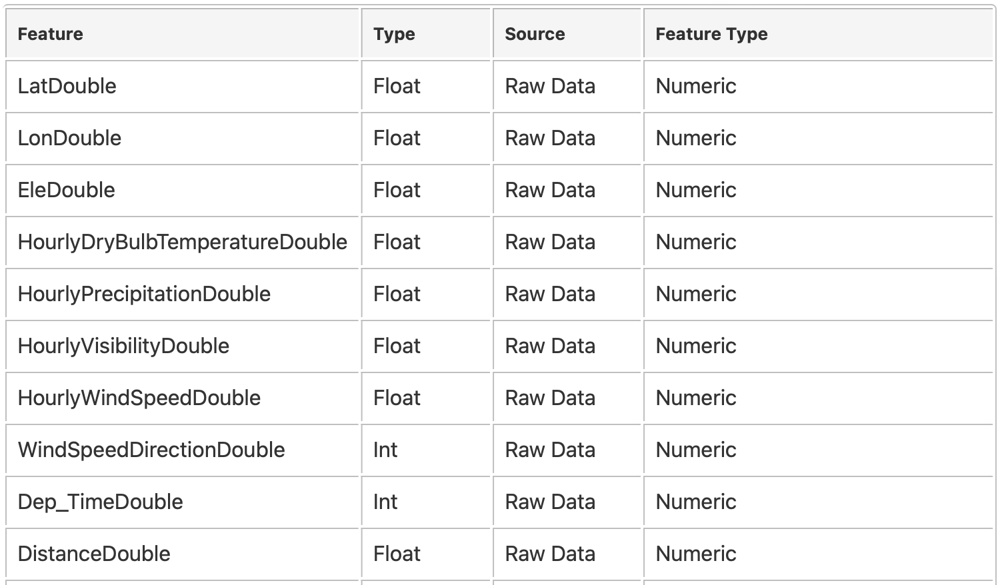 Feature Type Source Feature Type
LatDouble Float Raw Data Numeric
LonDouble Float Raw Data Numeric
EleDouble Float Raw Data Numeric
HourlyDryBulbTemperatureDouble Float Raw Data Numeric
HourlyPrecipitationDouble Float Raw Data Numeric
HourlyVisibilityDouble Float Raw Data Numeric
HourlyWindSpeedDouble Float Raw Data Numeric
WindSpeedDirectionDouble Int Raw Data Numeric
Dep_TimeDouble Int Raw Data Numeric
DistanceDouble Float Raw Data Numeric